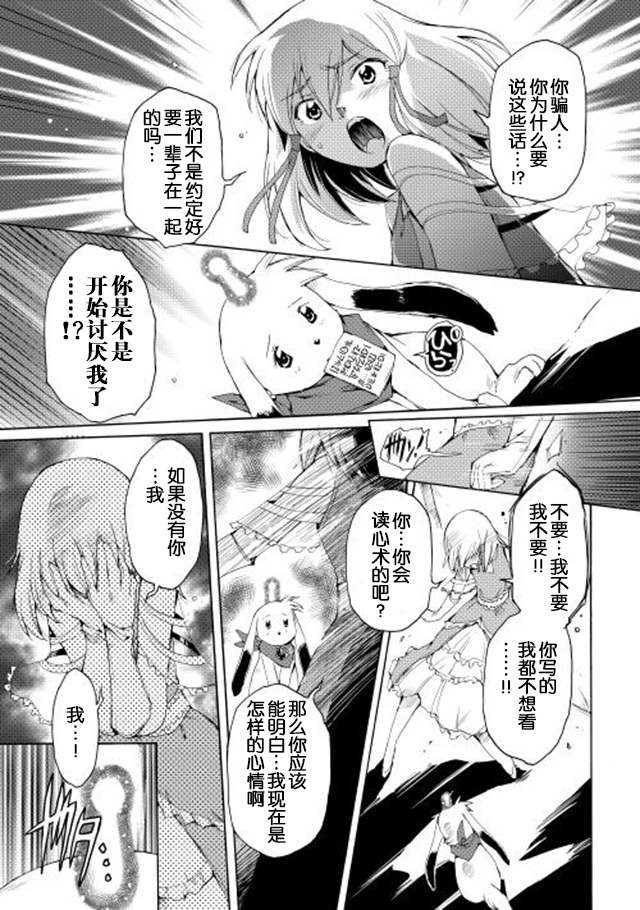 你骗人…
你为什么要
说这些话…!?
我们不是约定好
要一辈子在一起
的吗…
ぴら
你是不是
开始讨厌我了
……!?
不要…我不要
我不要!!
你写的
我都不想看
……!!
你…你会
读心术的吧?
那么你应该
能明白…我现在是
怎样的心情啊
如果没有你
…我
我…!